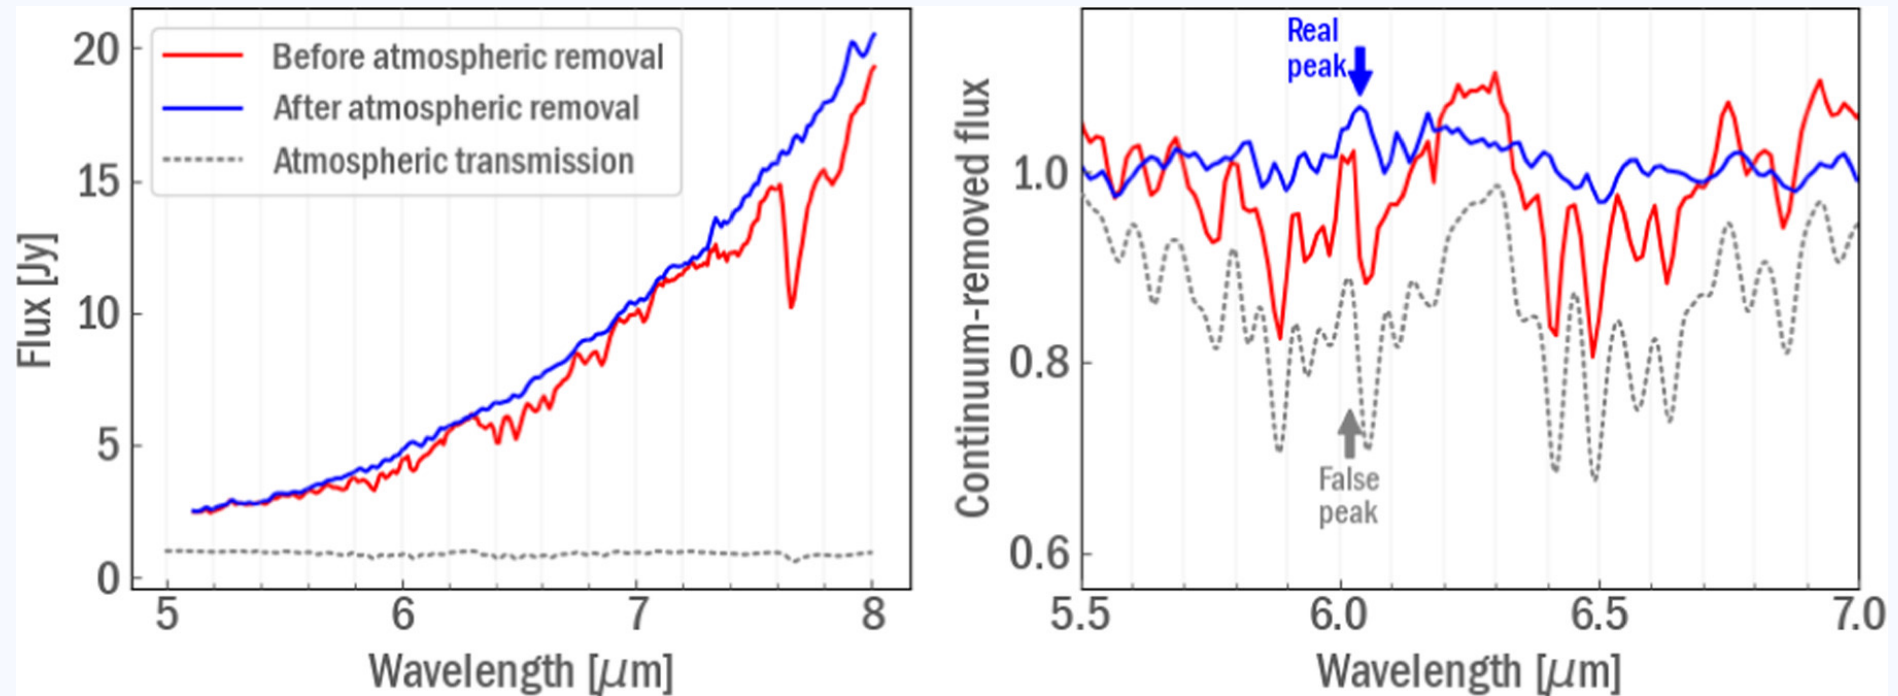 20
15
10
5
0
Flux [Jy]
Before atmospheric removal
After atmospheric removal
Atmospheric transmission
5 6 7 8
Wavelength [μm]
Continuum-removed flux
1.0
0.8
0.6
Real
peak
False
peak
5.5 6.0 6.5 7.0
Wavelength [μm]